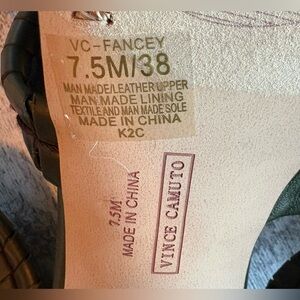 VC-FANCEY
7.5M/38
MAN MADE/LEATHER UPPER
MAN MADE LINING
TEXTILE AND MAN MADE SOLE
MADE IN CHINA
K2C
7.5M
MADE IN CHINA
VINCE CAMUTO